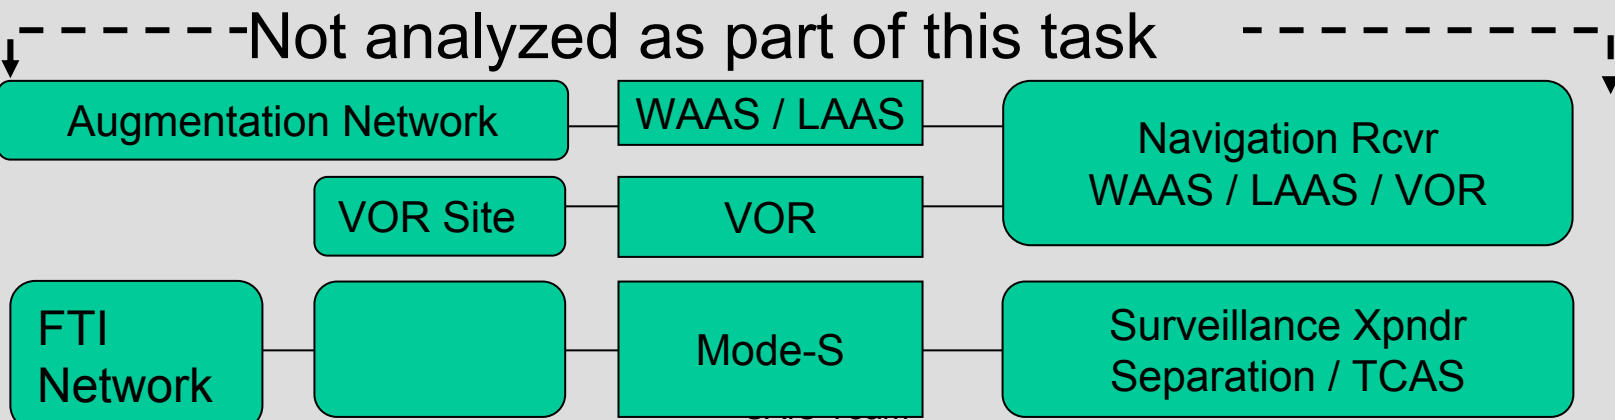 Not analyzed as part of this task
Augmentation Network
WAAS / LAAS
Navigation Rcvr
WAAS / LAAS / VOR
VOR Site
VOR
FTI
Network
Mode-S
Surveillance Xpndr
Separation / TCAS